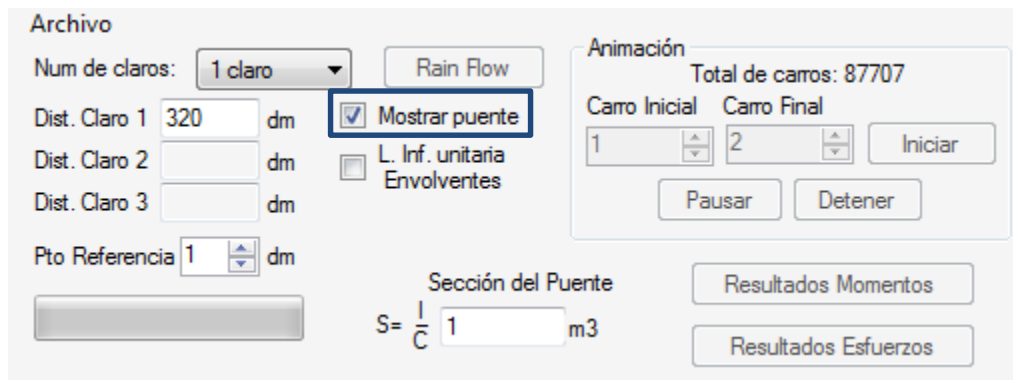 Archivo
Num de claros: 1 claro
Rain Flow
Dist. Claro 1 320 dm
Mostrar puente
Dist. Claro 2 dm
L. Inf. unitaria
Envolventes
Dist. Claro 3 dm
Pto Referencia 1 dm
Animación
Total de carros: 87707
Carro Inicial Carro Final
1 2 Iniciar
Pausar Detener
Sección del Puente
S= I/C 1 m3
Resultados Momentos
Resultados Esfuerzos